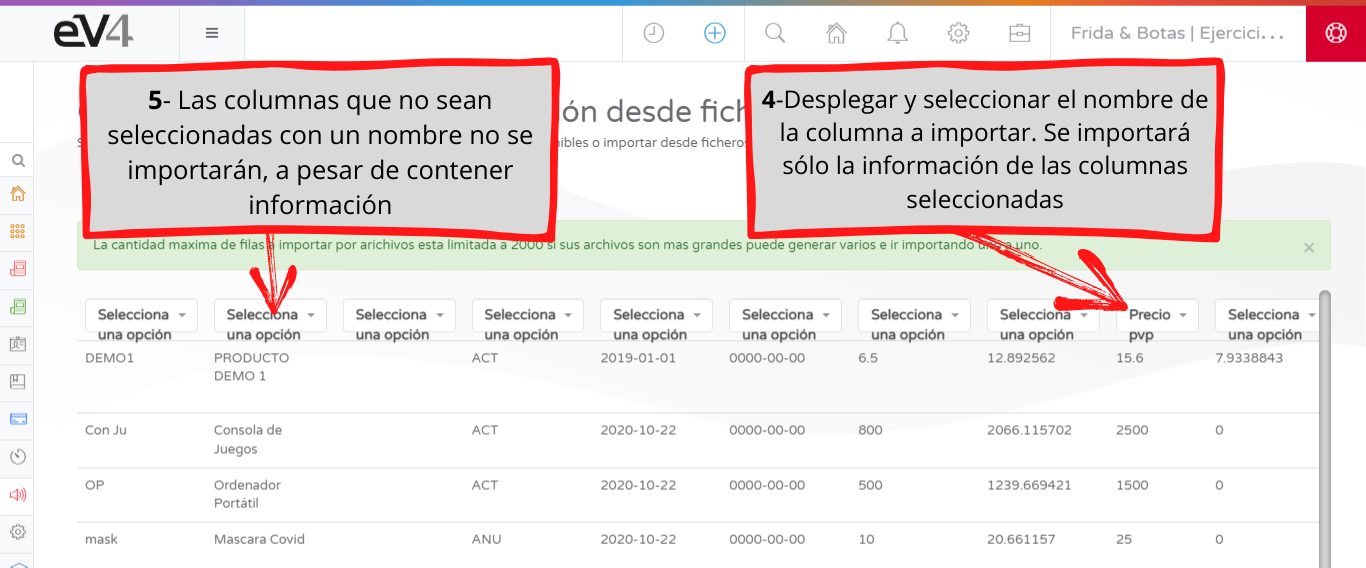 eV4
Frida & Botas | Ejercici...
5- Las columnas que no sean
seleccionadas con un nombre no se
importarán, a pesar de contener
información
4-Desplegar y seleccionar el nombre de
la columna a importar. Se importará
sólo la información de las columnas
seleccionadas
ón desde fich
nibles o importar desde ficheros
La cantidad maxima de filas a importar por arichivos esta limitada a 2000 si sus archivos son mas grandes puede generar varios e ir importando uno a uno. ×
Selecciona una opción
Selecciona una opción
Selecciona una opción
Selecciona una opción
Selecciona una opción
Selecciona una opción
Selecciona una opción
Selecciona una opción
Precio pvp
Selecciona una opción
DEMO1 PRODUCTO DEMO 1 ACT 2019-01-01 0000-00-00 6.5 12.892562 15.6 7.9338843
Con Ju Consola de Juegos ACT 2020-10-22 0000-00-00 800 2066.115702 2500 0
OP Ordenador Portátil ACT 2020-10-22 0000-00-00 500 1239.669421 1500 0
mask Mascara Covid ANU 2020-10-22 0000-00-00 10 20.661157 25 0